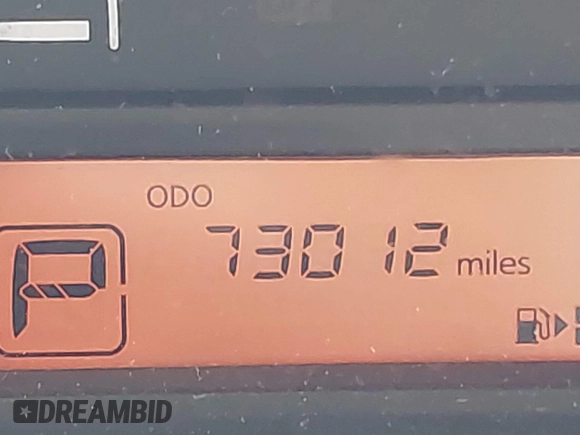 ODO
73012 miles
P
DREAMBID